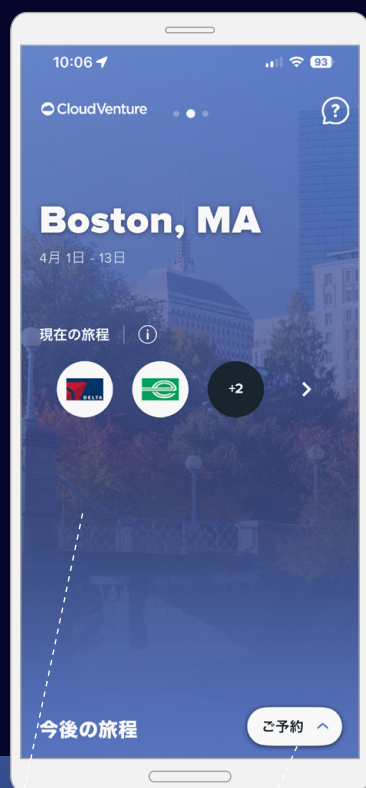 10:06
93
CloudVenture
?
Boston, MA
4月 1日 - 13日
現在の旅程
i
DELTA
+2
今後の旅程
ご予約